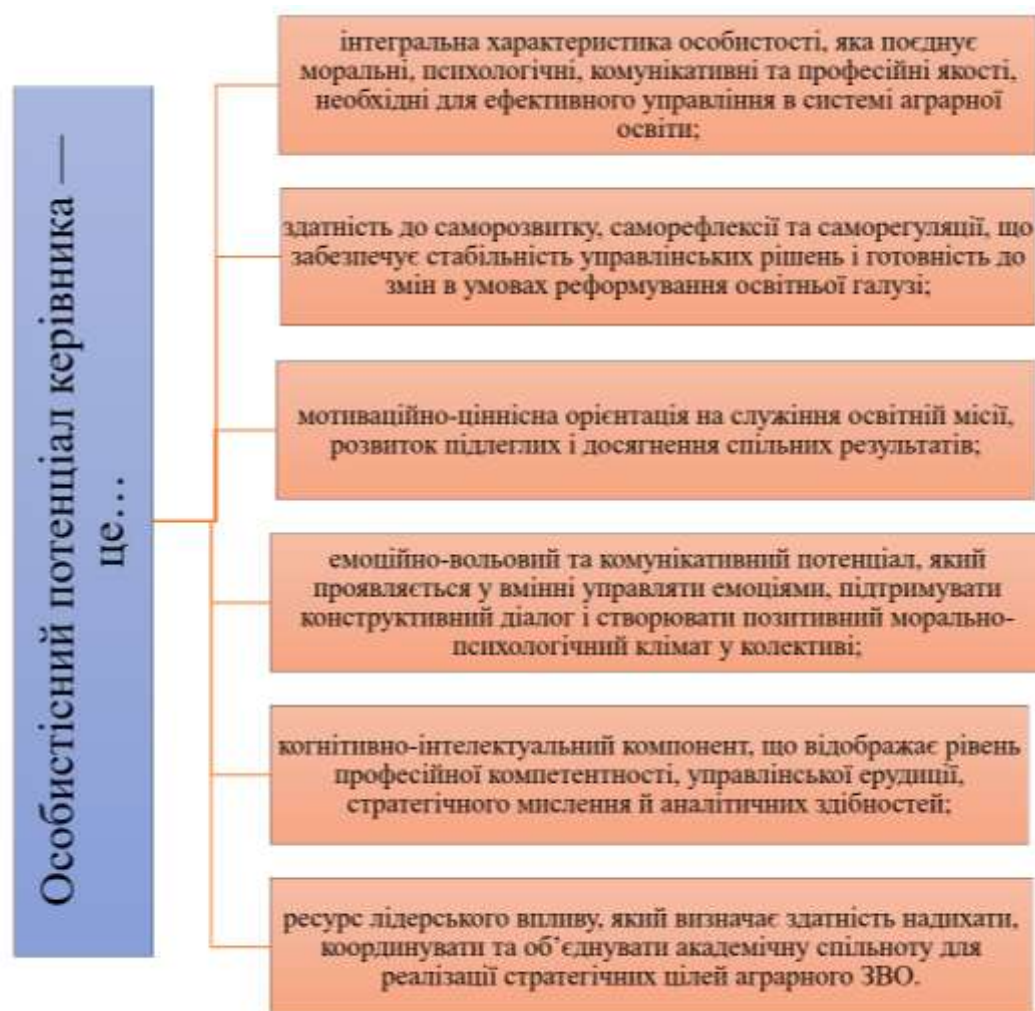 Особистісний потенціал керівника —
це…
інтегральна характеристика особистості, яка поєднує
моральні, психологічні, комунікативні та професійні якості,
необхідні для ефективного управління в системі аграрної
освіти;
здатність до саморозвитку, саморефлексії та саморегуляції, що
забезпечує стабільність управлінських рішень і готовність до
змін в умовах реформування освітньої галузі;
мотиваційно-ціннісна орієнтація на служіння освітній місії,
розвиток підлеглих і досягнення спільних результатів;
емоційно-вольовий та комунікативний потенціал, який
проявляється у вмінні управляти емоціями, підтримувати
конструктивний діалог і створювати позитивний морально-
психологічний клімат у колективі;
когнітивно-інтелектуальний компонент, що відображає рівень
професійної компетентності, управлінської ерудиції,
стратегічного мислення й аналітичних здібностей;
ресурс лідерського впливу, який визначає здатність надихати,
координувати та об’єднувати академічну спільноту для
реалізації стратегічних цілей аграрного ЗВО.